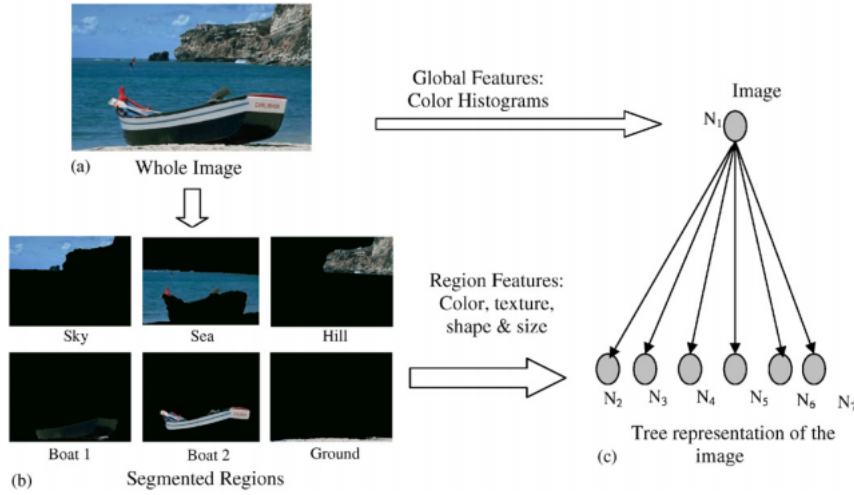 Global Features:
Color Histograms
Image
N1
(a) Whole Image
Sky
Sea
Hill
Region Features:
Color, texture,
shape & size
Boat 1
Boat 2
Ground
(b) Segmented Regions
N2 N3 N4 N5 N6 N7
Tree representation of the
(c) image